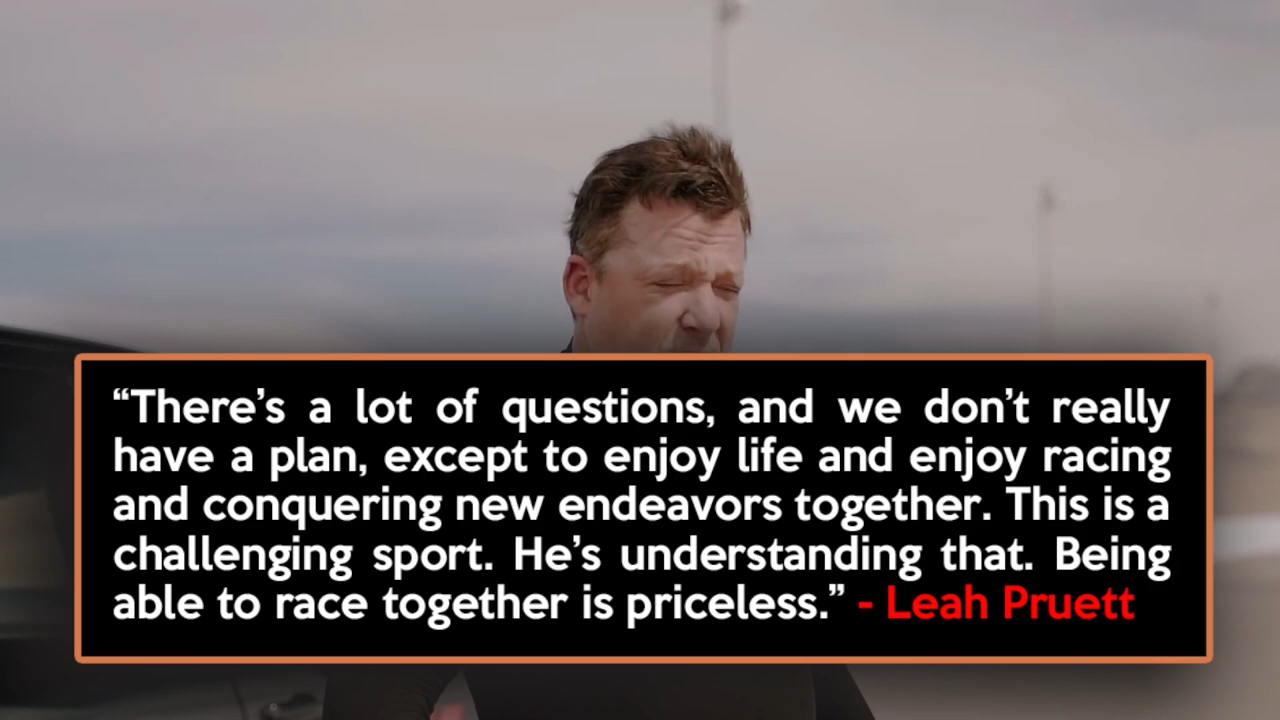 “There’s a lot of questions, and we don’t really
have a plan, except to enjoy life and enjoy racing
and conquering new endeavors together. This is a
challenging sport. He’s understanding that. Being
able to race together is priceless.” - Leah Pruett